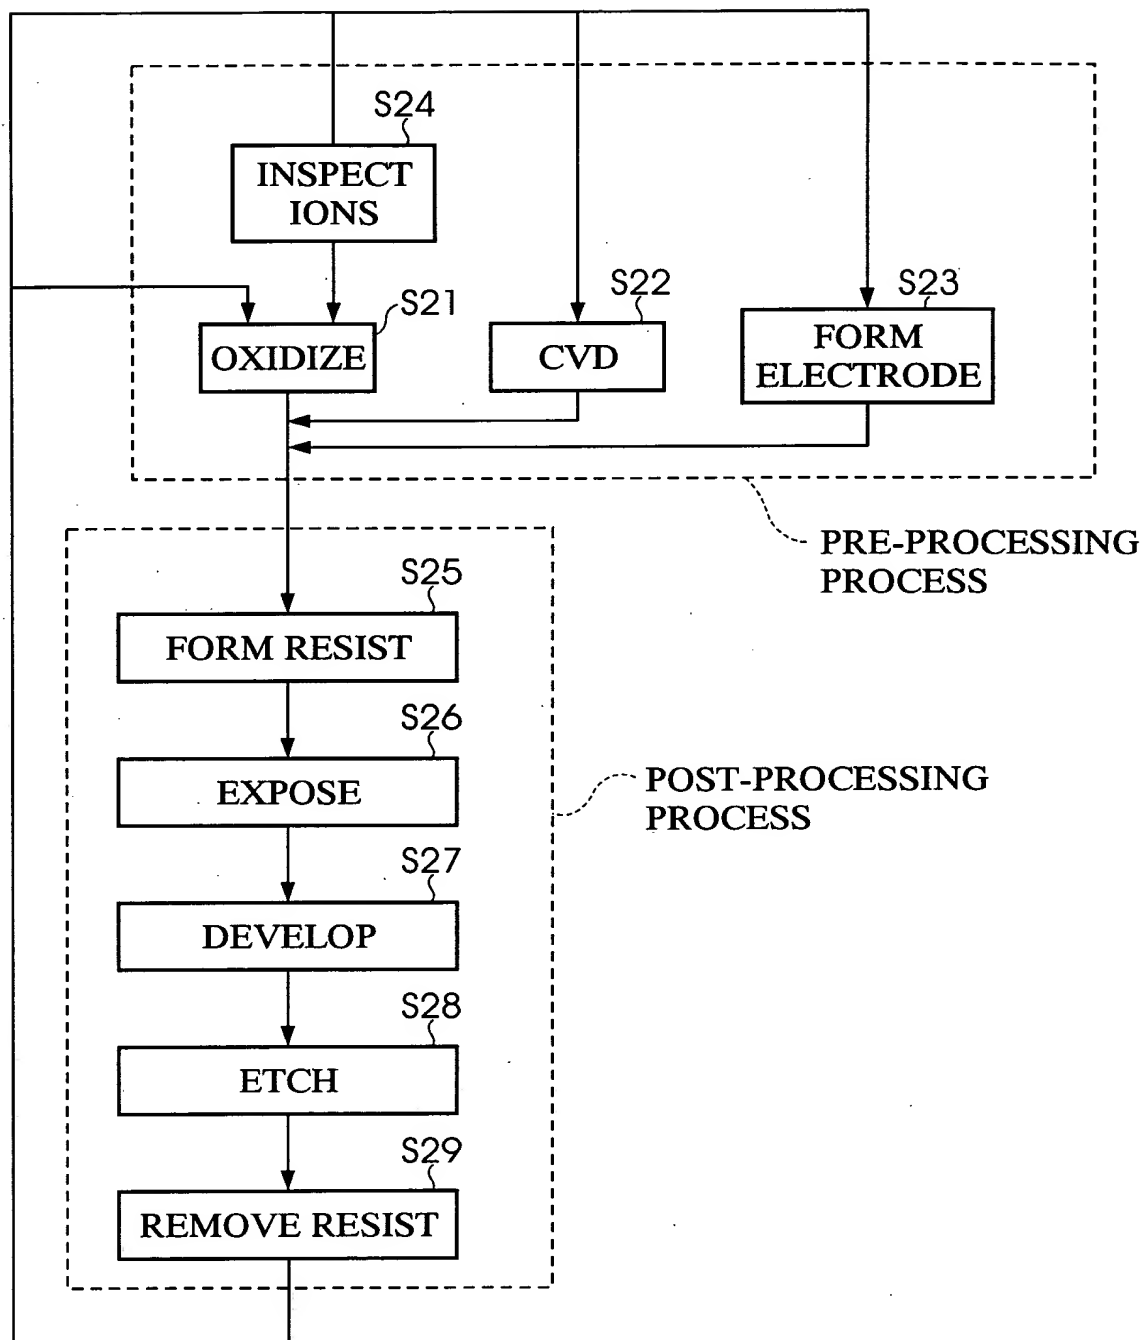 S24
INSPECT
IONS
S21
OXIDIZE
S22
CVD
S23
FORM
ELECTRODE
PRE-PROCESSING
PROCESS
S25
FORM RESIST
S26
EXPOSE
POST-PROCESSING
PROCESS
S27
DEVELOP
S28
ETCH
S29
REMOVE RESIST